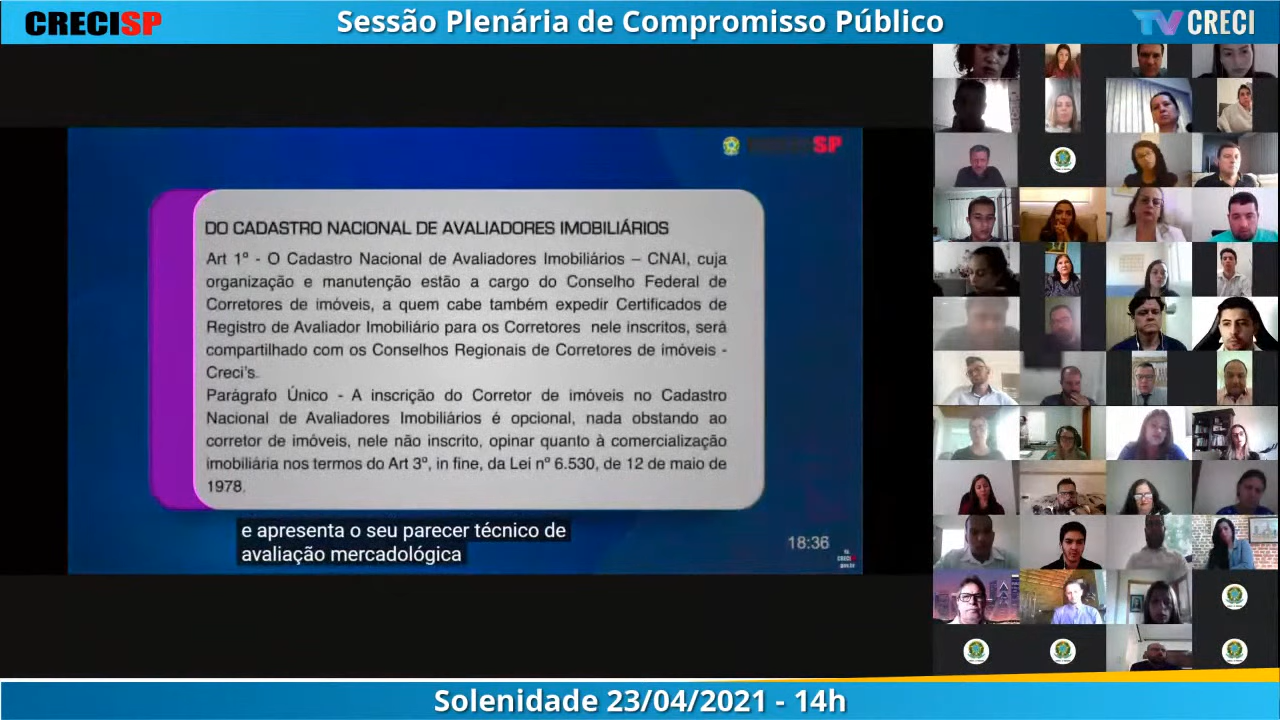 CRECISP
Sessão Plenária de Compromisso Público
TV CRECI
SP
DO CADASTRO NACIONAL DE AVALIADORES IMOBILIÁRIOS
Art 1º - O Cadastro Nacional de Avaliadores Imobiliários – CNAI, cuja
organização e manutenção estão a cargo do Conselho Federal de
Corretores de imóveis, a quem cabe também expedir Certificados de
Registro de Avaliador Imobiliário para os Corretores nele inscritos, será
compartilhado com os Conselhos Regionais de Corretores de imóveis -
Creci's.
Parágrafo Único - A inscrição do Corretor de imóveis no Cadastro
Nacional de Avaliadores Imobiliários é opcional, nada obstando ao
corretor de imóveis, nele não inscrito, opinar quanto à comercialização
imobiliária nos termos do Art 3º, in fine, da Lei nº 6.530, de 12 de maio de
1978.
e apresenta o seu parecer técnico de
avaliação mercadológica
18:36
Solenidade 23/04/2021 - 14h